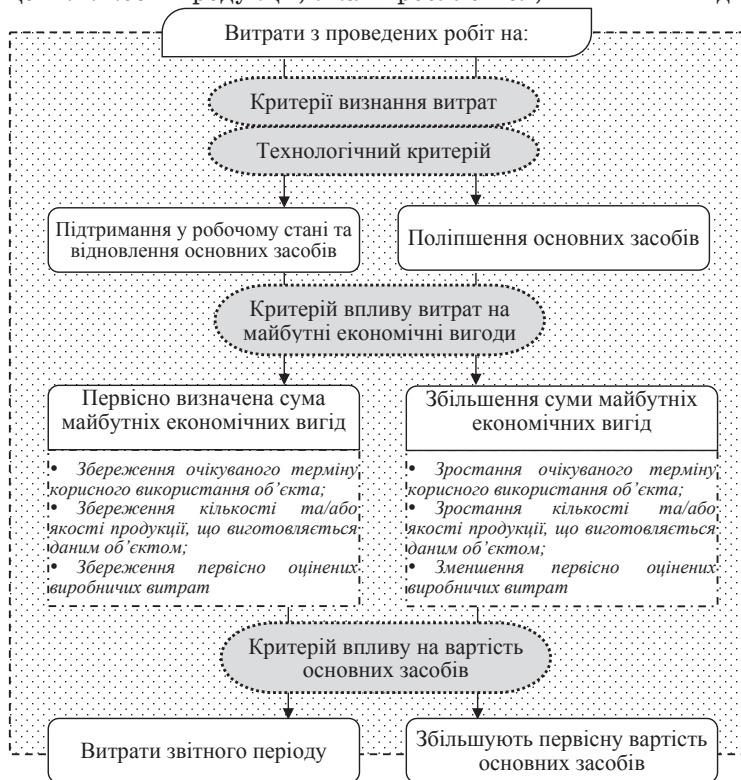 Витрати з проведених робіт на:
Критерії визнання витрат
Технологічний критерій
Підтримання у робочому стані та
відновлення основних засобів
Поліпшення основних засобів
Критерій впливу витрат на
майбутні економічні вигоди
Первісно визначена сума
майбутніх економічних вигід
• Збереження очікуваного терміну
корисного використання об’єкта;
• Збереження кількості та/або
якості продукції, що виготовляється
даним об’єктом;
• Збереження первісно оцінених
виробничих витрат
Збільшення суми майбутніх
економічних вигід
• Зростання очікуваного терміну
корисного використання об’єкта;
• Зростання кількості та/або
якості продукції, що виготовляється
даним об’єктом;
• Зменшення первісно оцінених
виробничих витрат
Критерій впливу на вартість
основних засобів
Витрати звітного періоду
Збільшують первісну вартість
основних засобів